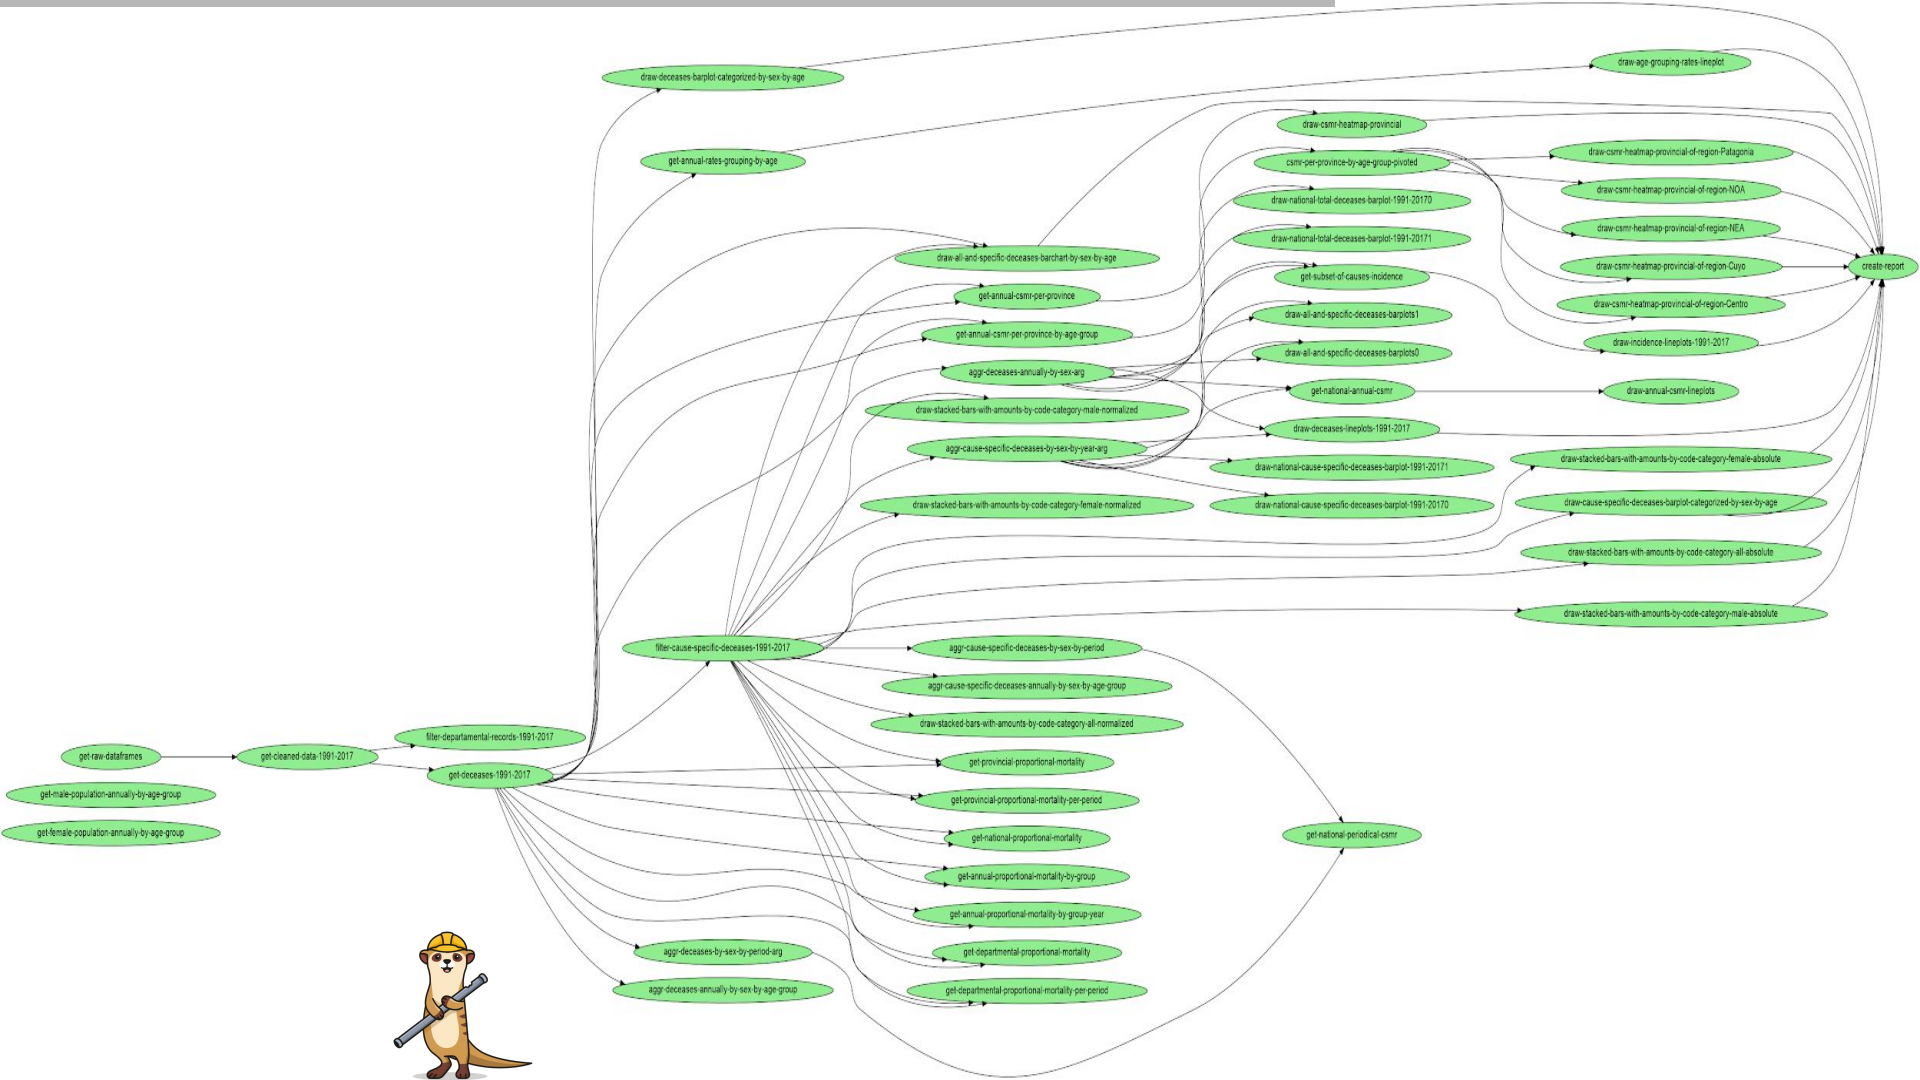 draw-deceases-barplot-categorized-by-sex-by-age
draw-age-grouping-rates-lineplot
draw-csmr-heatmap-provincial
get-annual-rates-grouping-by-age
csmr-per-province-by-age-group-pivoted
draw-csmr-heatmap-provincial-of-region-Patagonia
draw-csmr-heatmap-provincial-of-region-NOA
draw-national-total-deceases-barplot-1991-20170
draw-csmr-heatmap-provincial-of-region-NEA
draw-national-total-deceases-barplot-1991-20171
draw-all-and-specific-deceases-barchart-by-sex-by-age
draw-csmr-heatmap-provincial-of-region-Cuyo
create-report
get-subset-of-causes-incidence
get-annual-csmr-per-province
draw-csmr-heatmap-provincial-of-region-Centro
draw-all-and-specific-deceases-barplots1
get-annual-csmr-per-province-by-age-group
draw-incidence-lineplots-1991-2017
draw-all-and-specific-deceases-barplots0
aggr-deceases-annually-by-sex-arg
get-national-annual-csmr
draw-annual-csmr-lineplots
draw-stacked-bars-with-amounts-by-code-category-male-normalized
draw-deceases-lineplots-1991-2017
aggr-cause-specific-deceases-by-sex-by-year-arg
draw-stacked-bars-with-amounts-by-code-category-female-absolute
draw-national-cause-specific-deceases-barplot-1991-20171
draw-cause-specific-deceases-barplot-categorized-by-sex-by-age
draw-stacked-bars-with-amounts-by-code-category-female-normalized
draw-national-cause-specific-deceases-barplot-1991-20170
draw-stacked-bars-with-amounts-by-code-category-all-absolute
draw-stacked-bars-with-amounts-by-code-category-male-absolute
filter-cause-specific-deceases-1991-2017
aggr-cause-specific-deceases-by-sex-by-period
aggr-cause-specific-deceases-annually-by-sex-by-age-group
draw-stacked-bars-with-amounts-by-code-category-all-normalized
filter-departamental-records-1991-2017
get-raw-dataframes
get-cleaned-data-1991-2017
get-provincial-proportional-mortality
get-deceases-1991-2017
get-male-population-annually-by-age-group
get-provincial-proportional-mortality-per-period
get-female-population-annually-by-age-group
get-national-proportional-mortality
get-national-periodical-csmr
get-annual-proportional-mortality-by-group
get-annual-proportional-mortality-by-group-year
aggr-deceases-by-sex-by-period-arg
get-departmental-proportional-mortality
aggr-deceases-annually-by-sex-by-age-group
get-departmental-proportional-mortality-per-period